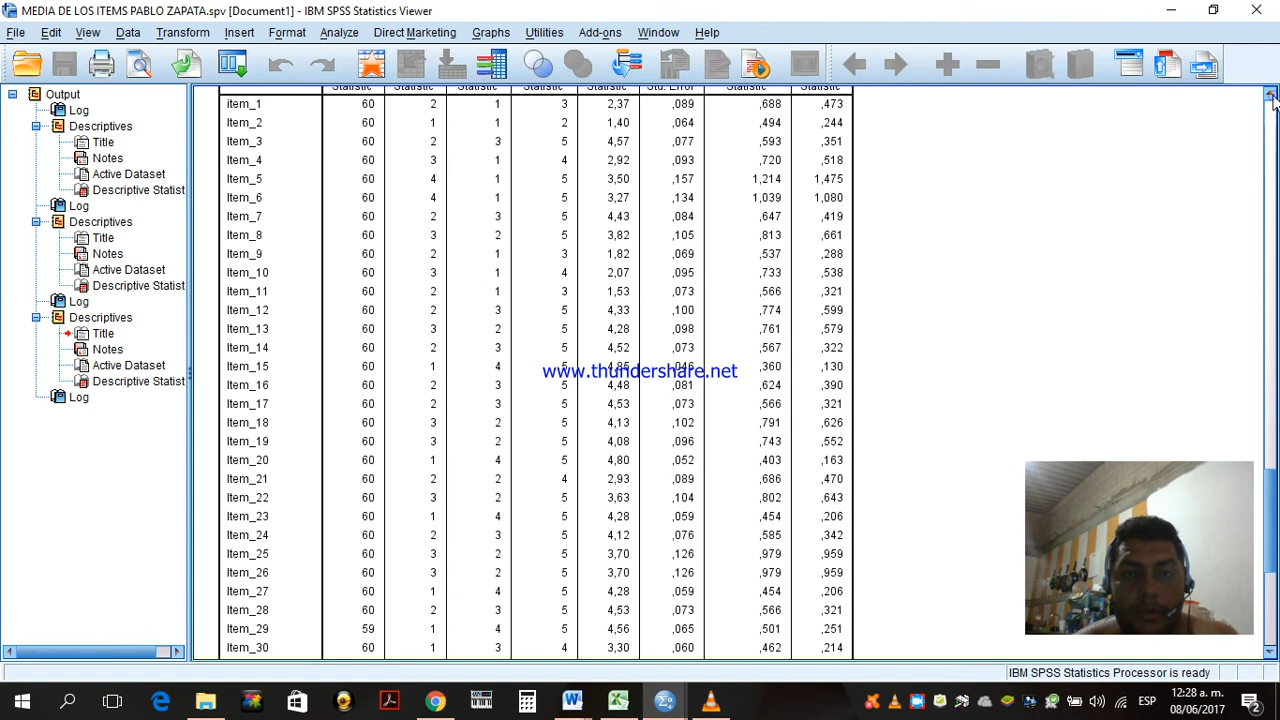 MEDIA DE LOS ITEMS PABLO ZAPATA.spv [Document1] - IBM SPSS Statistics Viewer
File Edit View Data Transform Insert Format Analyze Direct Marketing Graphs Utilities Add-ons Window Help
Output
Log
Descriptives
Title
Notes
Active Dataset
Descriptive Statist
Log
Descriptives
Title
Notes
Active Dataset
Descriptive Statist
Log
Descriptives
Title
Notes
Active Dataset
Descriptive Statist
Log
Statistic Statistic Statistic Statistic Statistic Std. Error Statistic Statistic
item_1 60 2 1 3 2,37 ,089 ,688 ,473
Item_2 60 1 1 2 1,40 ,064 ,494 ,244
Item_3 60 2 3 5 4,57 ,077 ,593 ,351
Item_4 60 3 1 4 2,92 ,093 ,720 ,518
Item_5 60 4 1 5 3,50 ,157 1,214 1,475
Item_6 60 4 1 5 3,27 ,134 1,039 1,080
Item_7 60 2 3 5 4,43 ,084 ,647 ,419
Item_8 60 3 2 5 3,82 ,105 ,813 ,661
Item_9 60 2 1 3 1,82 ,069 ,537 ,288
Item_10 60 3 1 4 2,07 ,095 ,733 ,538
Item_11 60 2 1 3 1,53 ,073 ,566 ,321
Item_12 60 2 3 5 4,33 ,100 ,774 ,599
Item_13 60 3 2 5 4,28 ,098 ,761 ,579
Item_14 60 2 3 5 4,52 ,073 ,567 ,322
Item_15 60 1 4 ,360 ,130
www.thundershare.net
Item_16 60 2 3 5 4,48 ,081 ,624 ,390
Item_17 60 2 3 5 4,53 ,073 ,566 ,321
Item_18 60 3 2 5 4,13 ,102 ,791 ,626
Item_19 60 3 2 5 4,08 ,096 ,743 ,552
Item_20 60 1 4 5 4,80 ,052 ,403 ,163
Item_21 60 2 2 4 2,93 ,089 ,686 ,470
Item_22 60 3 2 5 3,63 ,104 ,802 ,643
Item_23 60 1 4 5 4,28 ,059 ,454 ,206
Item_24 60 2 3 5 4,12 ,076 ,585 ,342
Item_25 60 3 2 5 3,70 ,126 ,979 ,959
Item_26 60 3 2 5 3,70 ,126 ,979 ,959
Item_27 60 1 4 5 4,28 ,059 ,454 ,206
Item_28 60 2 3 5 4,53 ,073 ,566 ,321
Item_29 59 1 4 5 4,56 ,065 ,501 ,251
Item_30 60 1 3 4 3,30 ,060 ,462 ,214
IBM SPSS Statistics Processor is ready
ESP
12:28 a. m.
08/06/2017
2